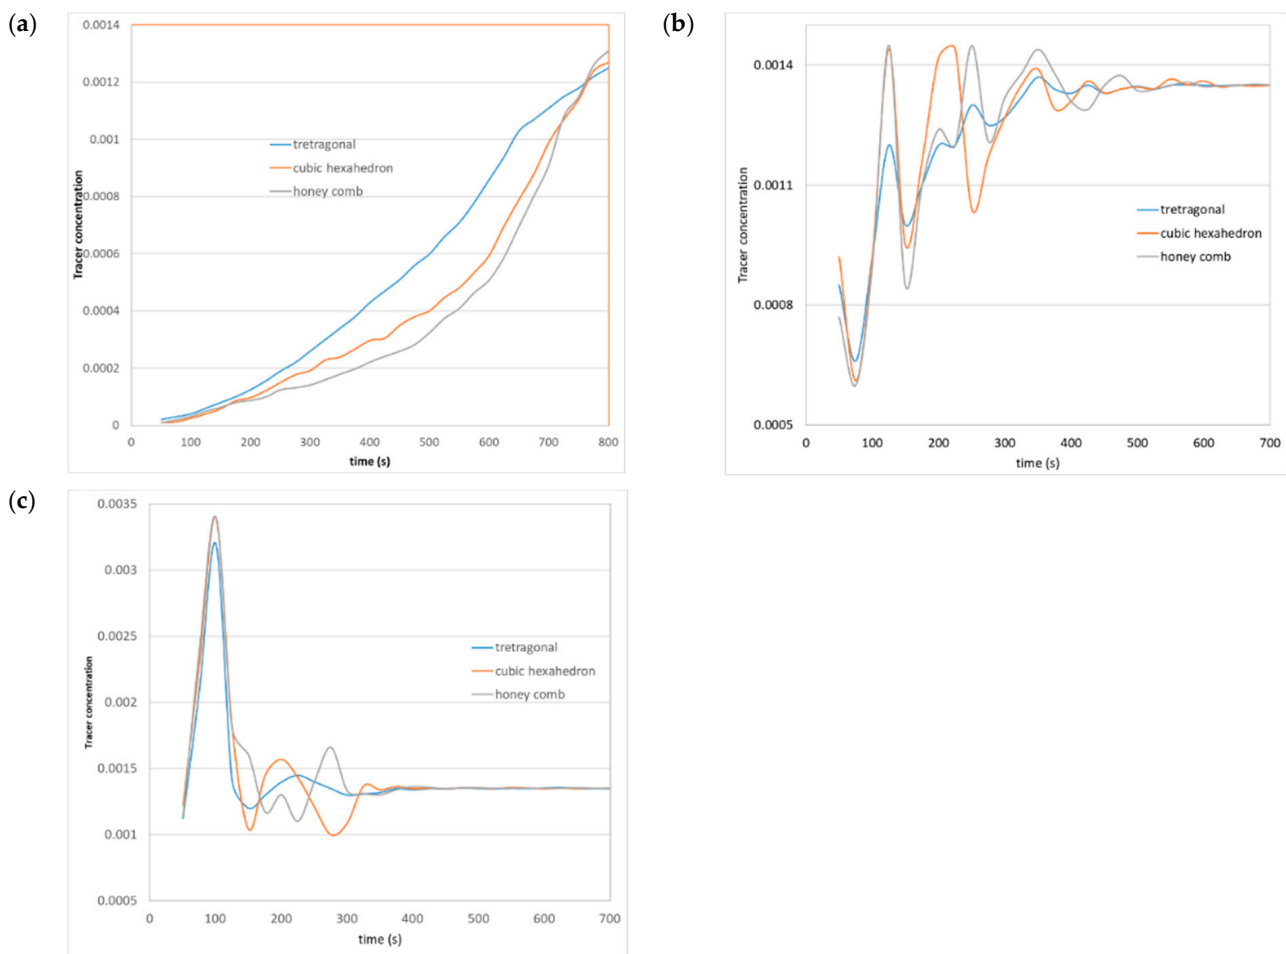 (a)
0.0014
0.0012
0.001
0.0008
0.0006
0.0004
0.0002
0
Tracer concentration
tretragonal
cubic hexahedron
honey comb
0 100 200 300 400 500 600 700 800
time (s)
(b)
0.0014
0.0011
0.0008
0.0005
Tracer concentration
tretragonal
cubic hexahedron
honey comb
0 100 200 300 400 500 600 700
time (s)
(c)
0.0035
0.003
0.0025
0.002
0.0015
0.001
0.0005
Tracer concentration
tretragonal
cubic hexahedron
honey comb
0 100 200 300 400 500 600 700
time (s)